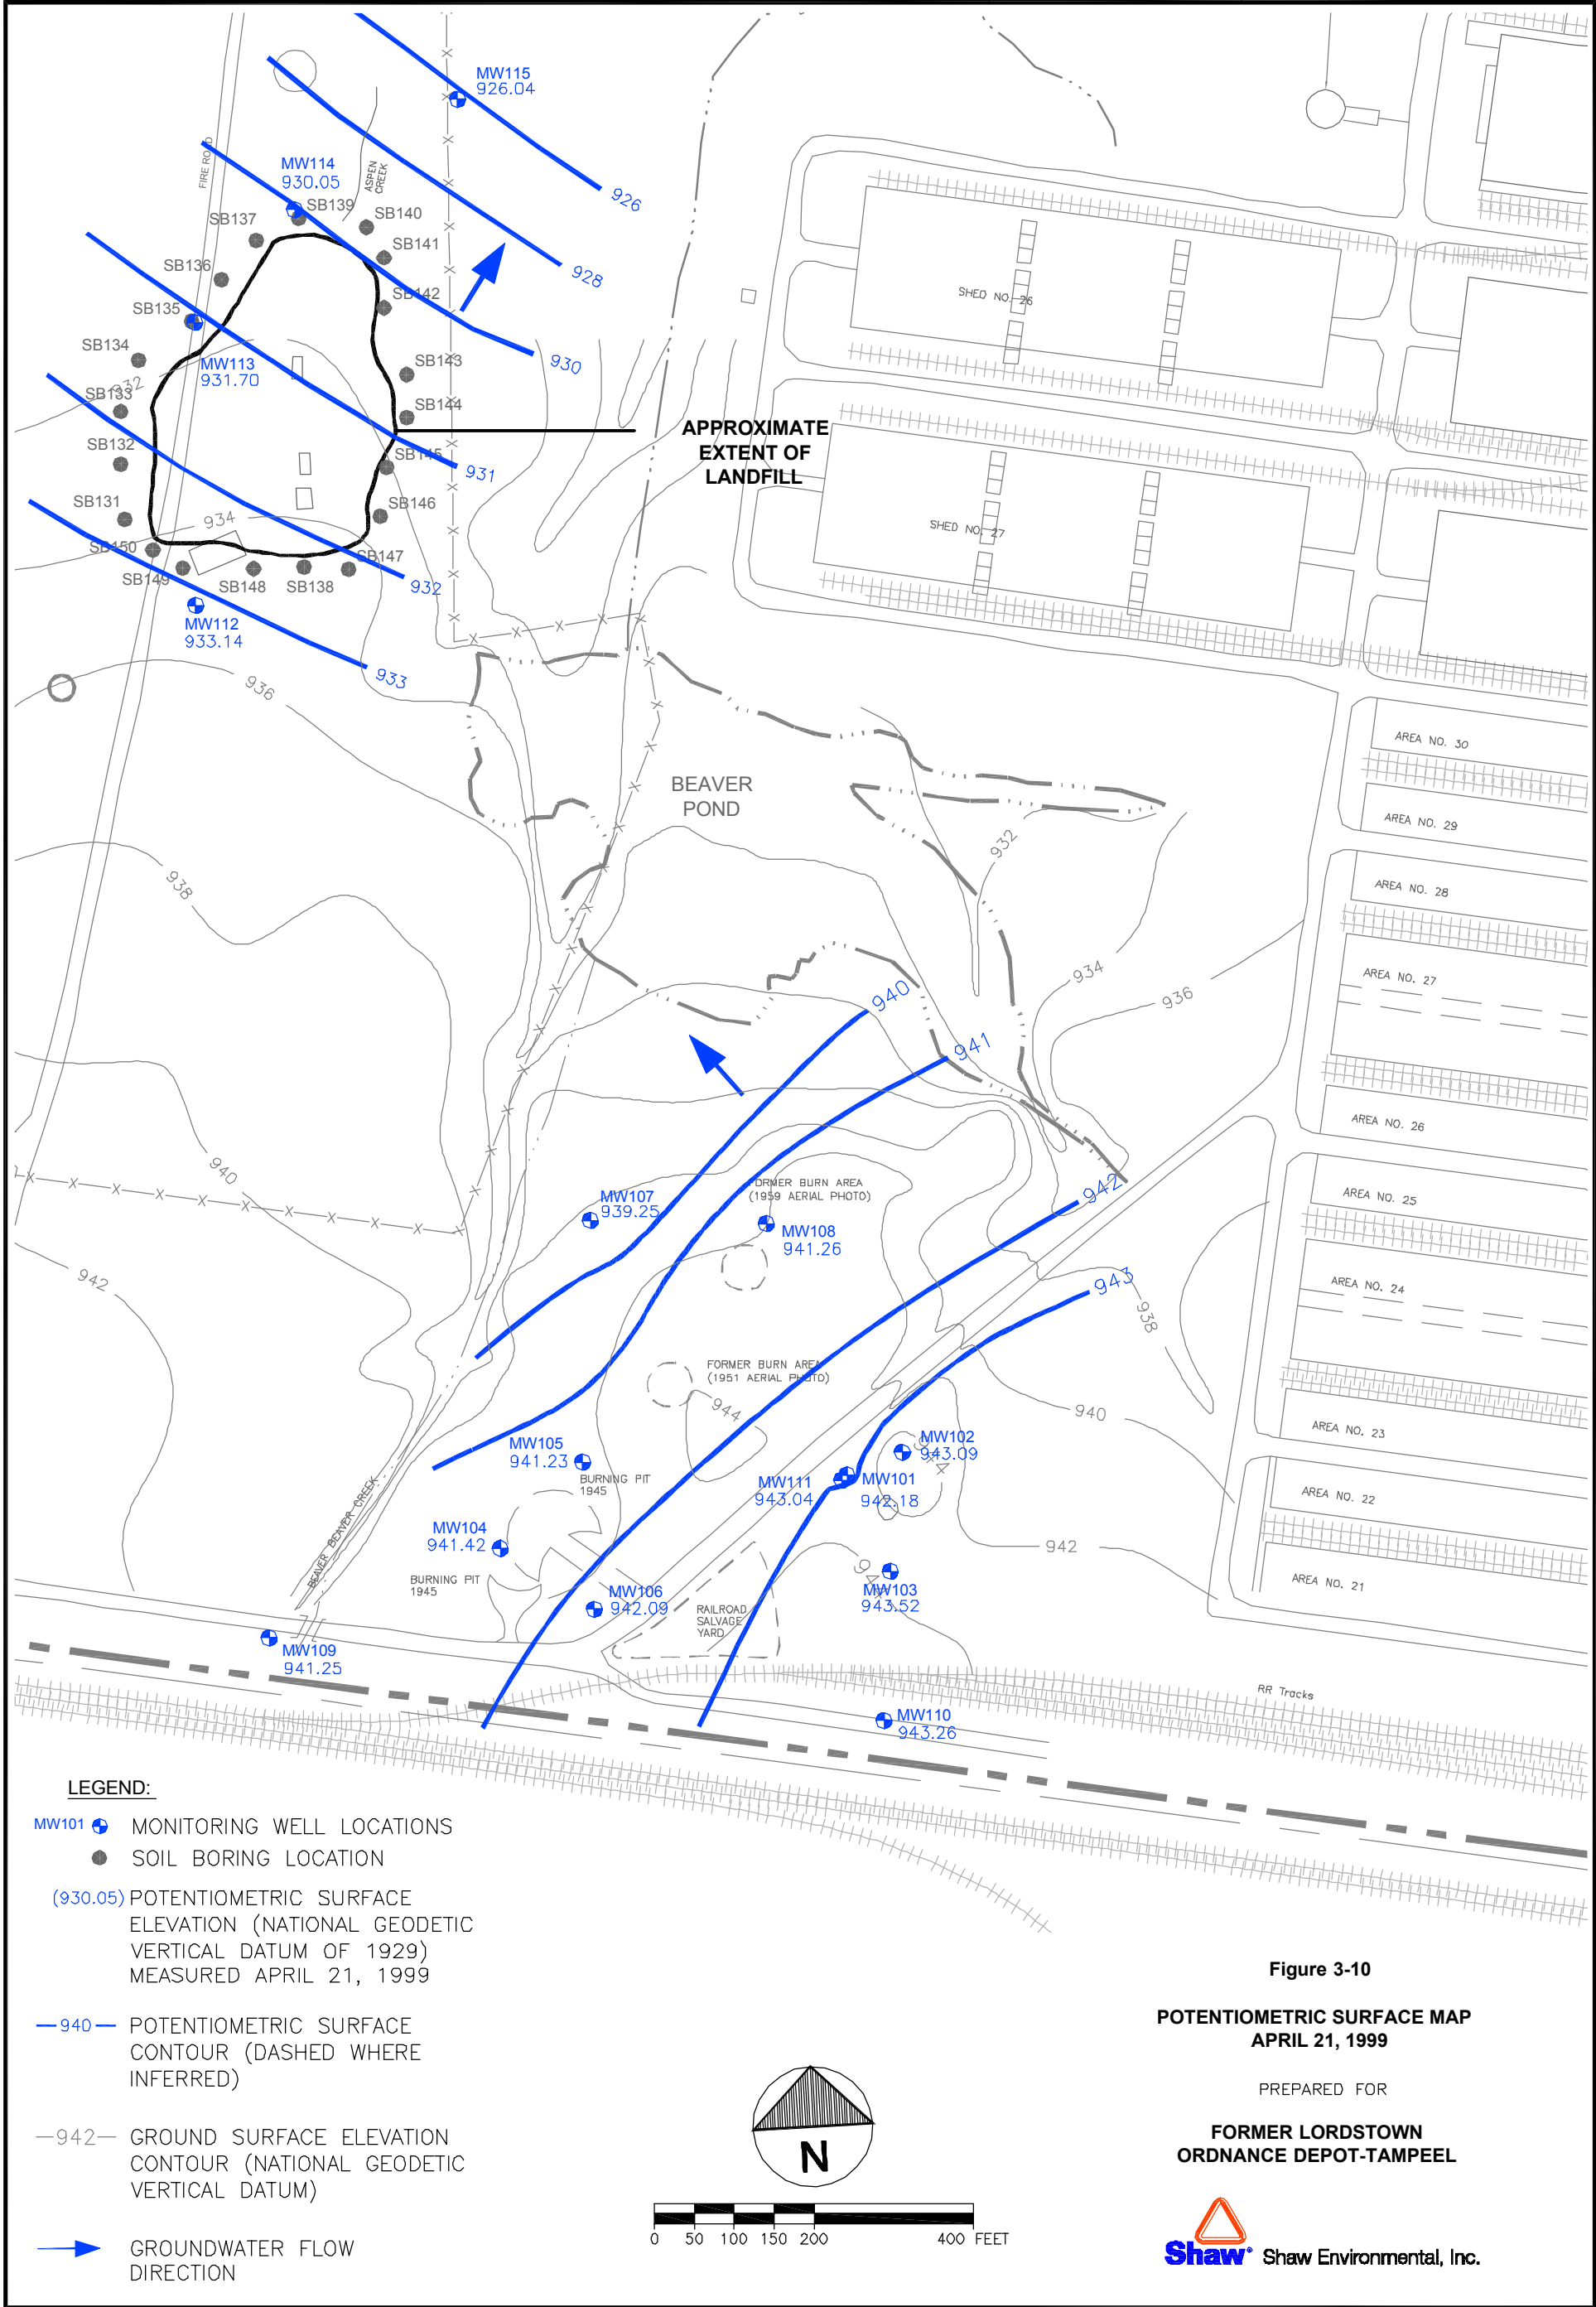 MW115
926.04
926
FIRE ROAD
MW114
930.05
ASPEN
CREEK
SB139
SB140
SB137
SB141
928
SB136
SB142
SHED NO. 26
SB135
930
SB134
MW113
931.70
SB143
932
SB133
SB144
APPROXIMATE
EXTENT OF
LANDFILL
SB132
SB145
931
SB131
SB146
934
SHED NO. 27
SB150
SB147
SB149
SB148
SB138
932
MW112
933.14
933
936
AREA NO. 30
BEAVER
POND
AREA NO. 29
932
938
AREA NO. 28
934
AREA NO. 27
940
936
941
AREA NO. 26
940
FORMER BURN AREA
(1959 AERIAL PHOTO)
942
AREA NO. 25
MW107
939.25
MW108
941.26
942
943
AREA NO. 24
938
FORMER BURN AREA
(1951 AERIAL PHOTO)
944
940
AREA NO. 23
MW105
941.23
MW102
943.09
944
BURNING PIT
1945
MW111
943.04
MW101
942.18
AREA NO. 22
BEAVER BEAVER CREEK
MW104
941.42
942
944
BURNING PIT
1945
MW106
942.09
MW103
943.52
AREA NO. 21
RAILROAD
SALVAGE
YARD
MW109
941.25
RR Tracks
MW110
943.26
LEGEND:
MW101 MONITORING WELL LOCATIONS
SOIL BORING LOCATION
(930.05) POTENTIOMETRIC SURFACE
ELEVATION (NATIONAL GEODETIC
VERTICAL DATUM OF 1929)
MEASURED APRIL 21, 1999
940 POTENTIOMETRIC SURFACE
CONTOUR (DASHED WHERE
INFERRED)
942 GROUND SURFACE ELEVATION
CONTOUR (NATIONAL GEODETIC
VERTICAL DATUM)
GROUNDWATER FLOW
DIRECTION
N
0 50 100 150 200 400 FEET
Figure 3-10
POTENTIOMETRIC SURFACE MAP
APRIL 21, 1999
PREPARED FOR
FORMER LORDSTOWN
ORDNANCE DEPOT-TAMPEEL
Shaw® Shaw Environmental, Inc.